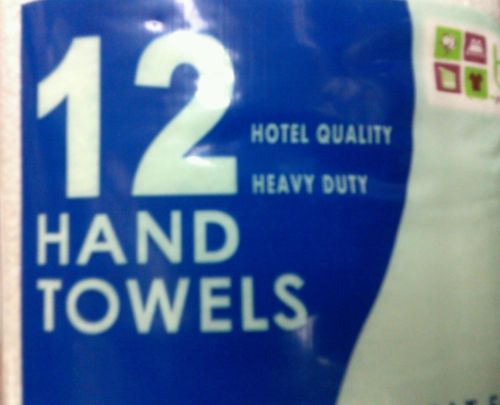 12
HOTEL QUALITY
HEAVY DUTY
HAND
TOWELS